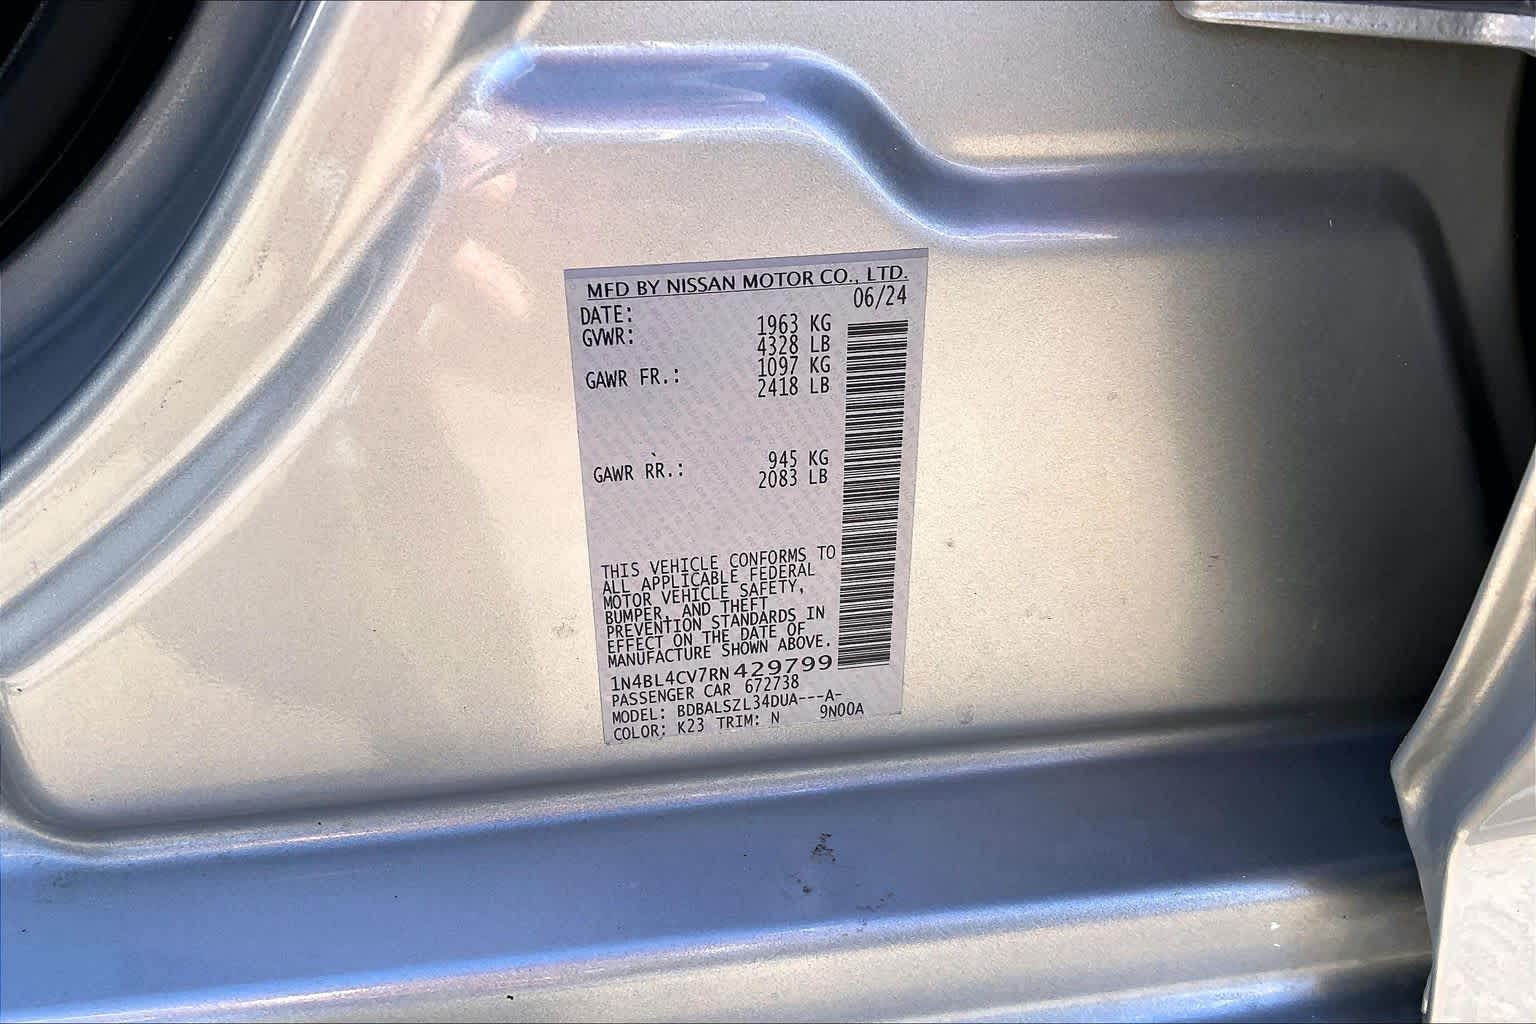 MFD BY NISSAN MOTOR CO., LTD.
DATE: 06/24
GVWR: 1963 KG
4328 LB
GAWR FR.: 1097 KG
2418 LB
GAWR RR.: 945 KG
2083 LB
THIS VEHICLE CONFORMS TO
ALL APPLICABLE FEDERAL
MOTOR VEHICLE SAFETY,
BUMPER, AND THEFT
PREVENTION STANDARDS IN
EFFECT ON THE DATE OF
MANUFACTURE SHOWN ABOVE.
1N4BL4CV7RN429799
PASSENGER CAR 672738
MODEL: BDBALSZL34DUA---A-
COLOR: K23 TRIM: N 9N00A